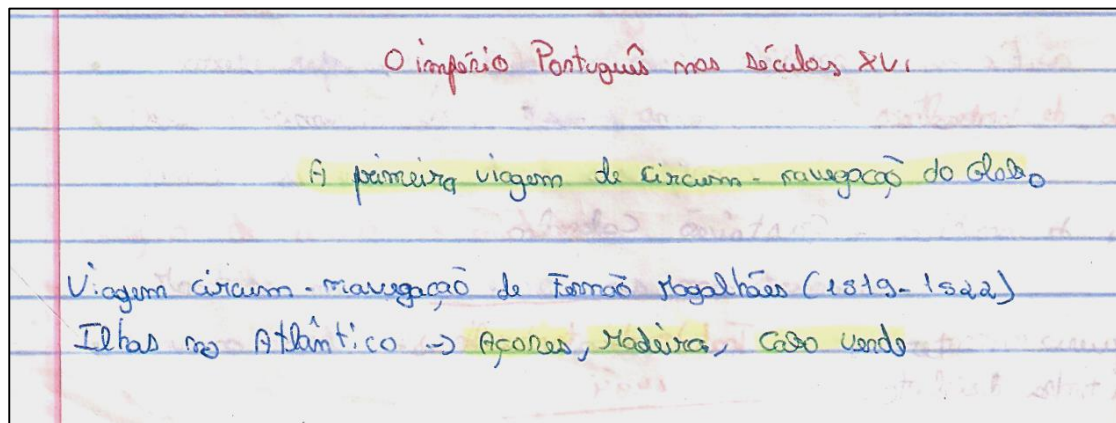 O império Português nos séculos XVI
A primeira viagem de circum-navegação do Globo
Viagem circum-navegação de Fernão Magalhães (1519-1522)
Ilhas no Atlântico → Açores, Madeira, Cabo Verde